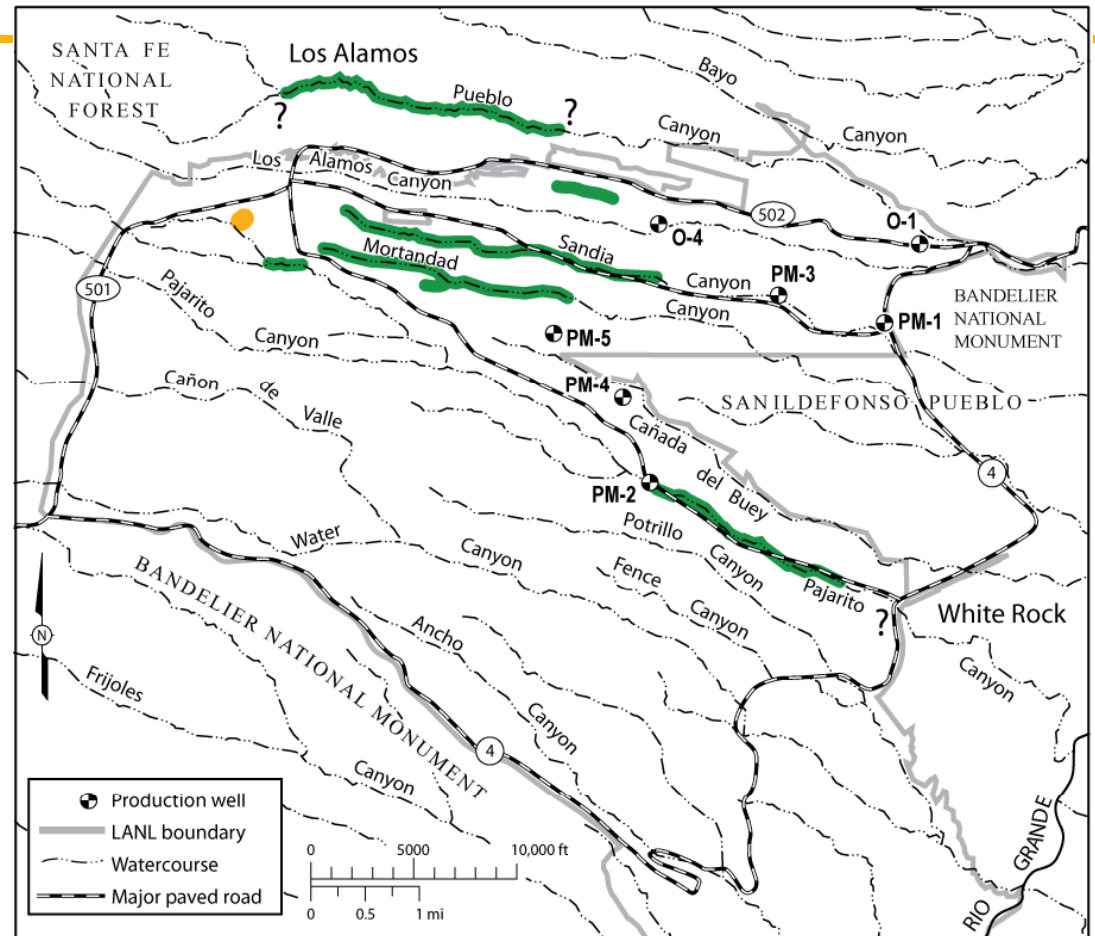 SANTA FE
NATIONAL
FOREST
Los Alamos
Bayo
Pueblo
?
?
Canyon
Canyon
Los Alamos
Canyon
502
O-1
O-4
Sandia
Mortandad
Canyon
PM-3
501
Pajarito
Canyon
PM-1
BANDELIER
NATIONAL
MONUMENT
PM-5
Canyon
PM-4
SAN ILDEFONSO PUEBLO
Cañon
de
Valle
Cañada
del Buey
4
PM-2
Potrillo
Water
Canyon
Canyon
Fence
Pajarito
BANDELIER NATIONAL MONUMENT
Canyon
?
White Rock
N
Ancho
Canyon
Frijoles
Canyon
4
Canyon
RIO GRANDE
Production well
LANL boundary
Watercourse
Major paved road
0 5000 10,000 ft
0 0.5 1 mi